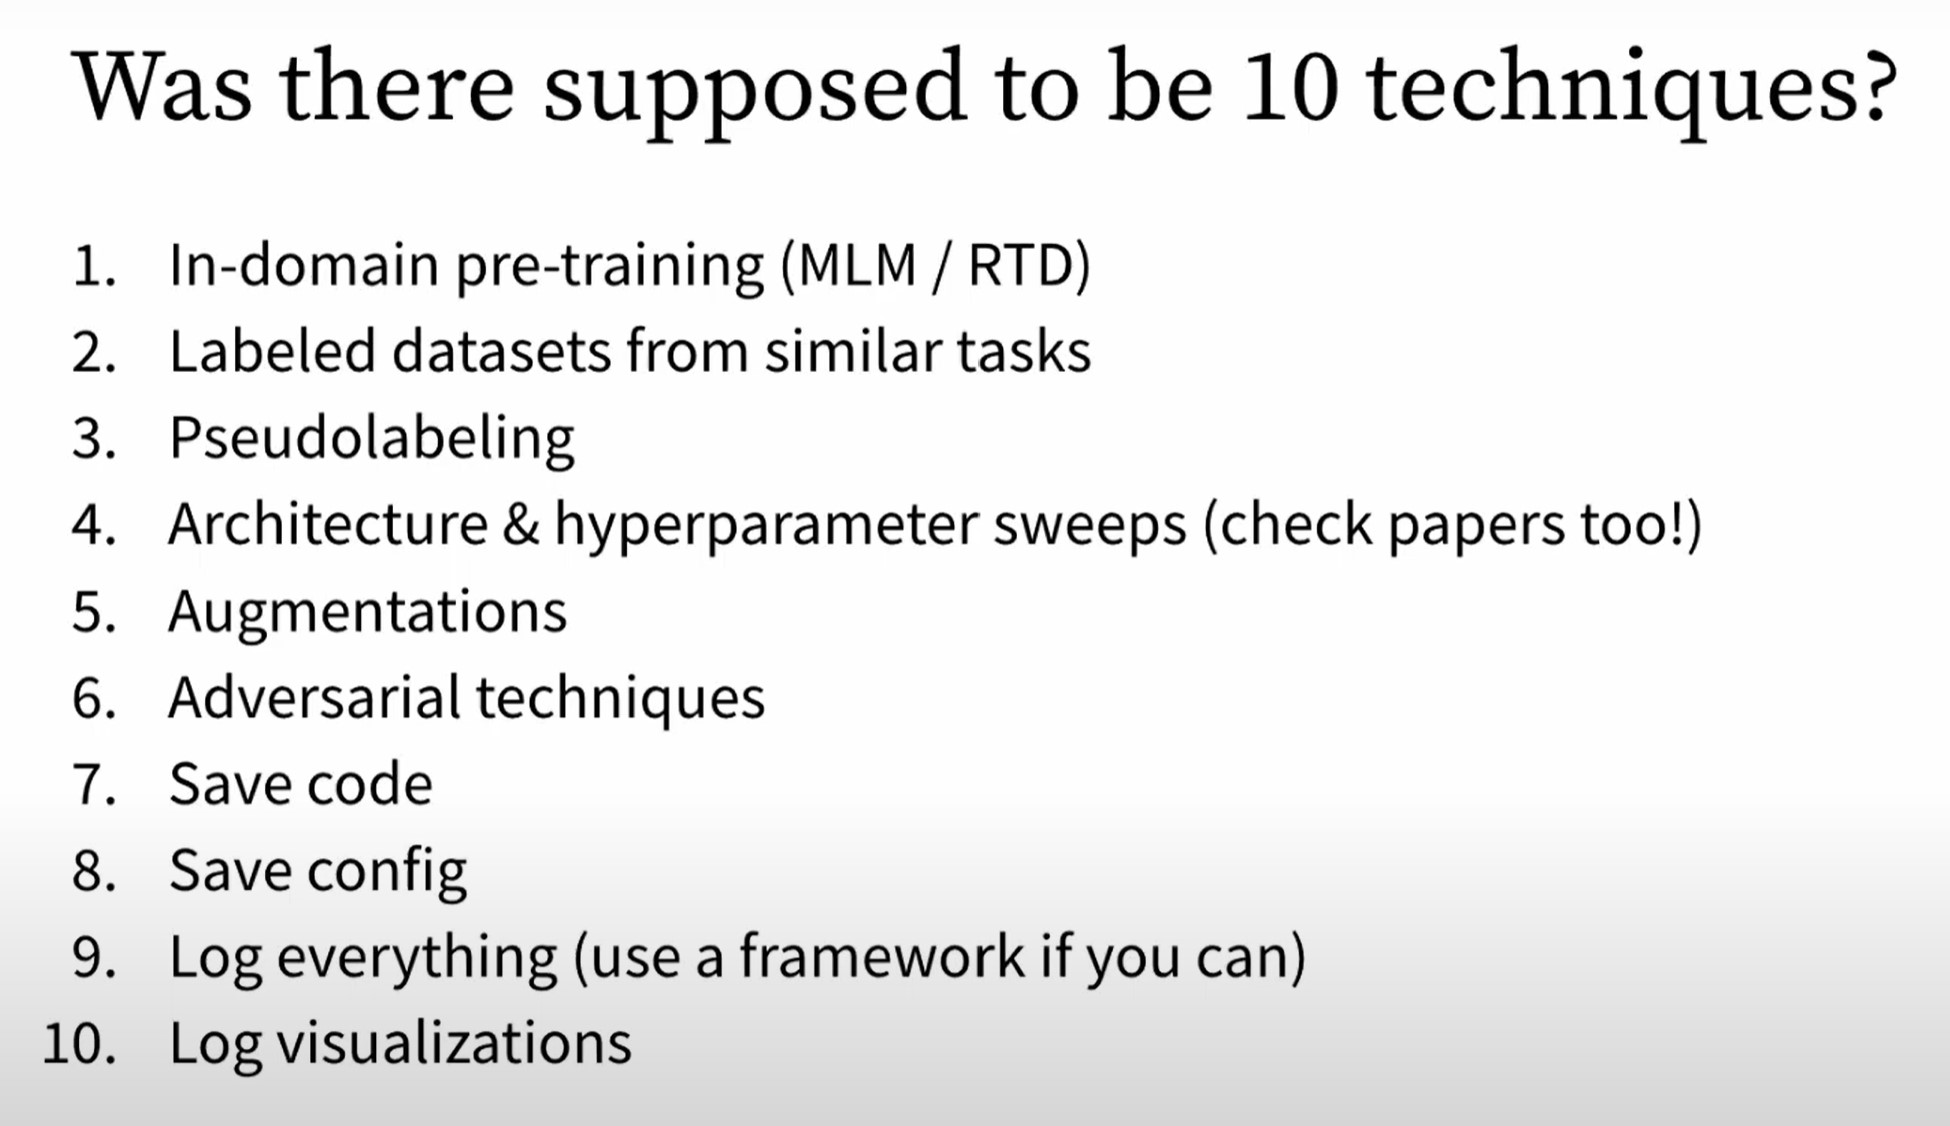 Was there supposed to be 10 techniques?
1. In-domain pre-training (MLM / RTD)
2. Labeled datasets from similar tasks
3. Pseudolabeling
4. Architecture & hyperparameter sweeps (check papers too!)
5. Augmentations
6. Adversarial techniques
7. Save code
8. Save config
9. Log everything (use a framework if you can)
10. Log visualizations